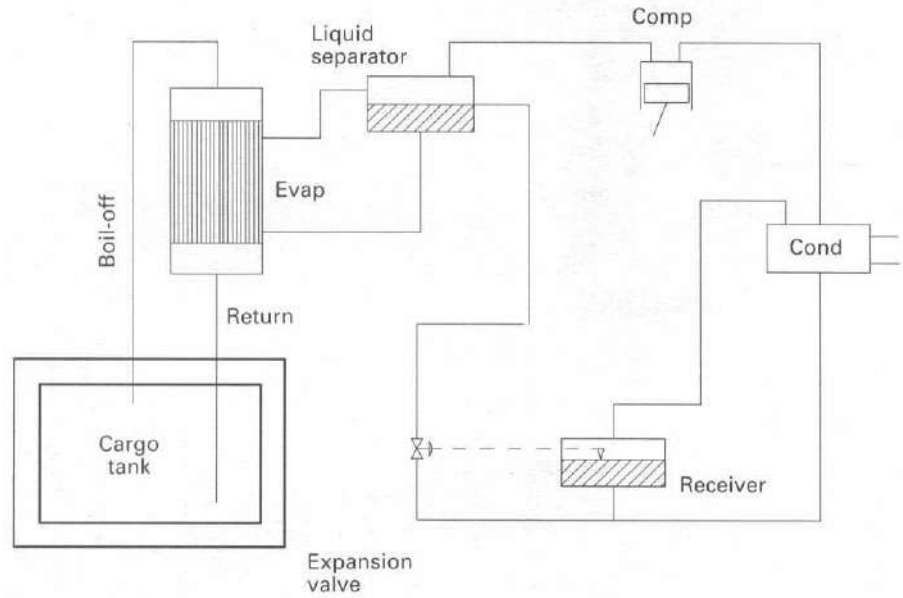 Comp
Liquid
separator
Evap
Boil-off
Cond
Return
Cargo
tank
Receiver
Expansion
valve